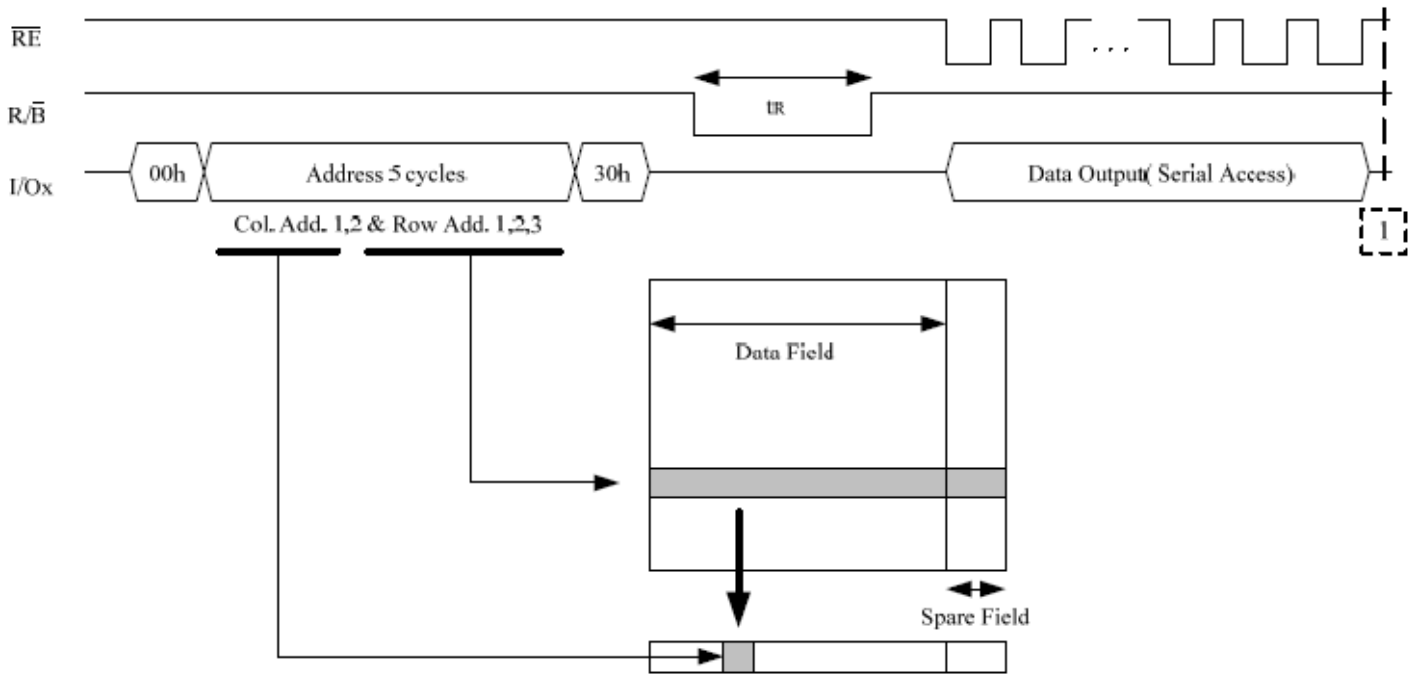 R̅E̅
R/B̅
tR
I/Ox
00h
Address 5 cycles
30h
Data Output( Serial Access)
Col. Add. 1,2 & Row Add. 1,2,3
1
Data Field
Spare Field